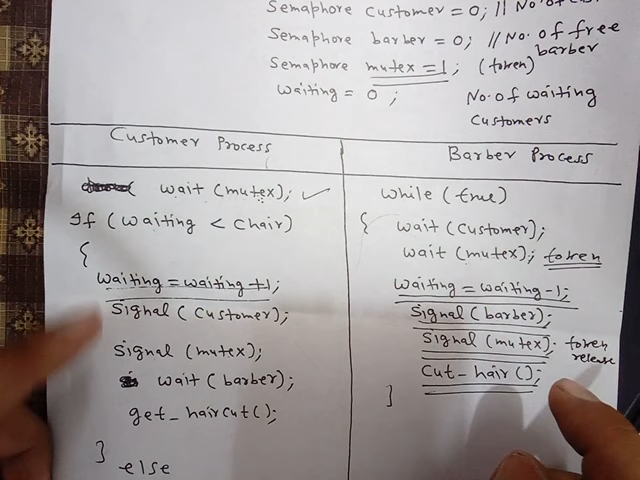 Semaphore customer = 0; // No. of
Semaphore barber = 0; // No. of free
barber
Semaphore mutex = 1; (token)
Waiting = 0; No. of waiting
Customers
Customer Process
wait (mutex);
If (waiting < chair)
{
waiting = waiting + 1;
Signal (customer);
Signal (mutex);
wait (barber);
get_haircut();
}
else
Barber Process
while (true)
{ wait (customer);
wait (mutex); token
waiting = waiting - 1;
Signal (barber);
Signal (mutex); token
release
Cut_hair ();
}